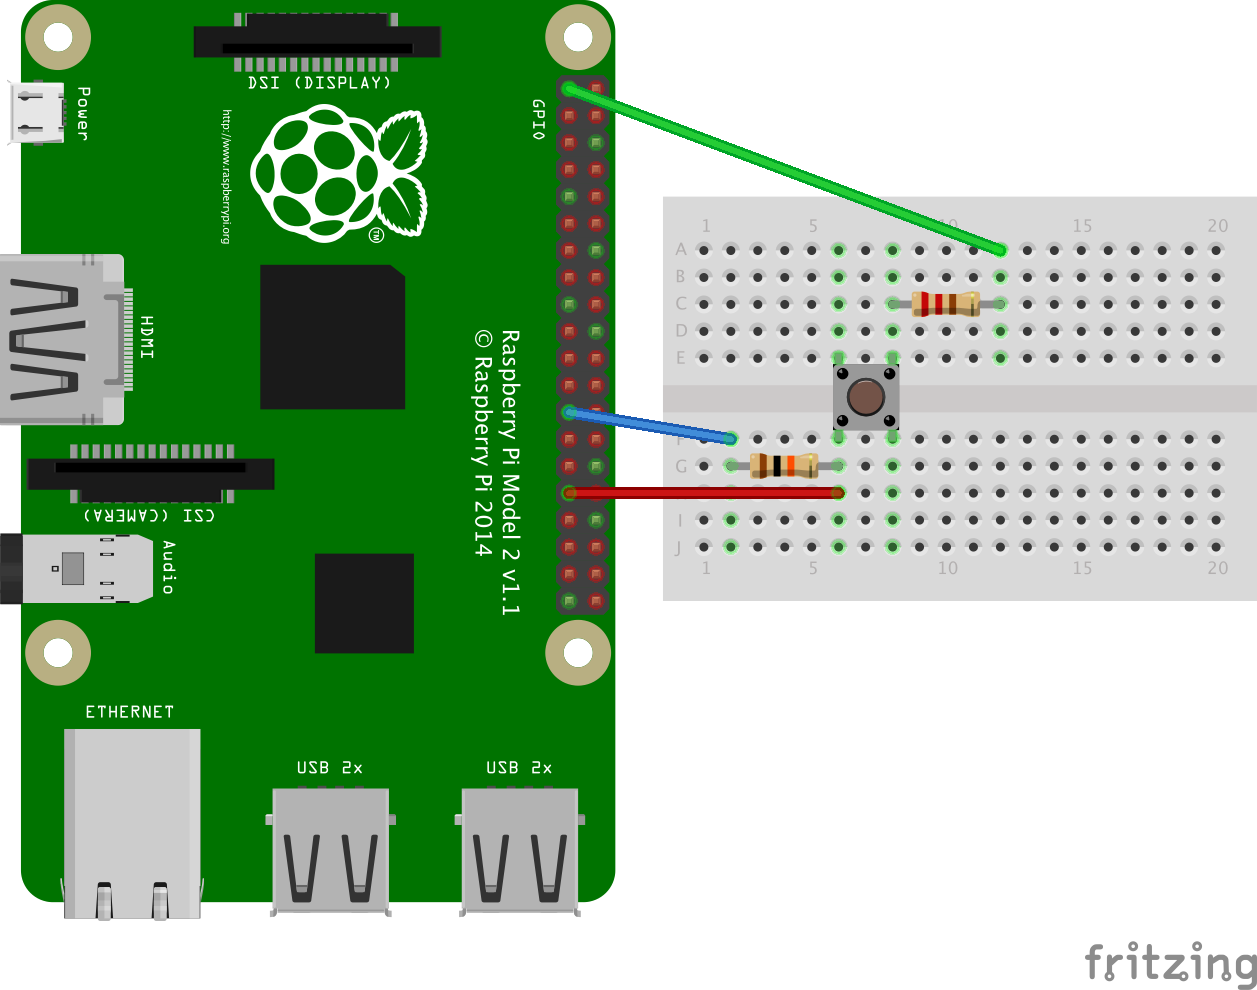 DSI (DISPLAY)
Power
http://www.raspberrypi.org
TM
GPIO
HDMI
Raspberry Pi Model 2 v1.1
© Raspberry Pi 2014
CSI (CAMERA)
Audio
ETHERNET
USB 2x
USB 2x
1 5 10 15 20
A
B
C
D
E
F
G
I
J
1 5 10 15 20
fritzing